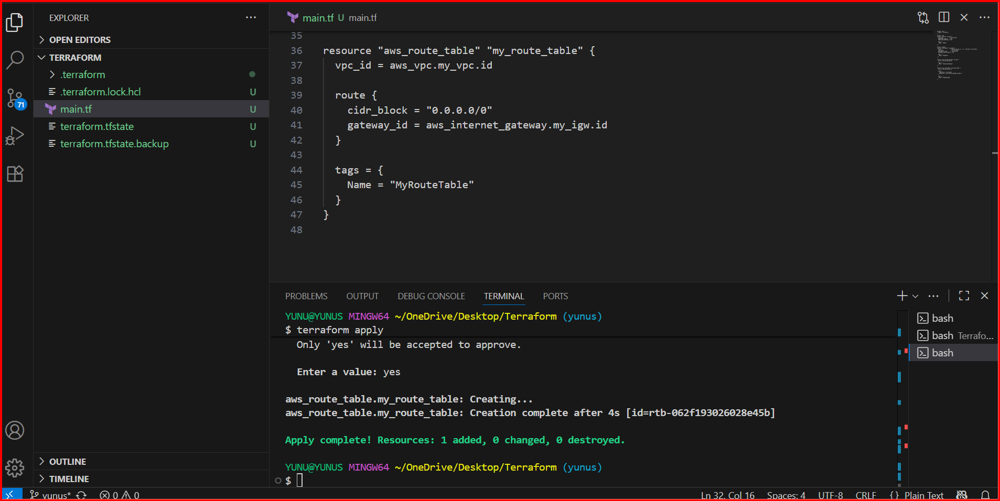 EXPLORER
OPEN EDITORS
TERRAFORM
.terraform
.terraform.lock.hcl U
main.tf U
terraform.tfstate U
terraform.tfstate.backup U
71
OUTLINE
TIMELINE
main.tf U main.tf
35
36 resource "aws_route_table" "my_route_table" {
37 vpc_id = aws_vpc.my_vpc.id
38
39 route {
40 cidr_block = "0.0.0.0/0"
41 gateway_id = aws_internet_gateway.my_igw.id
42 }
43
44 tags = {
45 Name = "MyRouteTable"
46 }
47 }
48
PROBLEMS OUTPUT DEBUG CONSOLE TERMINAL PORTS
YUNU@YUNUS MINGW64 ~/OneDrive/Desktop/Terraform (yunus)
$ terraform apply
Only 'yes' will be accepted to approve.
Enter a value: yes
aws_route_table.my_route_table: Creating...
aws_route_table.my_route_table: Creation complete after 4s [id=rtb-062f193026028e45b]
Apply complete! Resources: 1 added, 0 changed, 0 destroyed.
YUNU@YUNUS MINGW64 ~/OneDrive/Desktop/Terraform (yunus)
$
bash
bash Terrafo...
bash
yunus* 0 0 Ln 32, Col 16 Spaces: 4 UTF-8 CRLF {} Plain Text